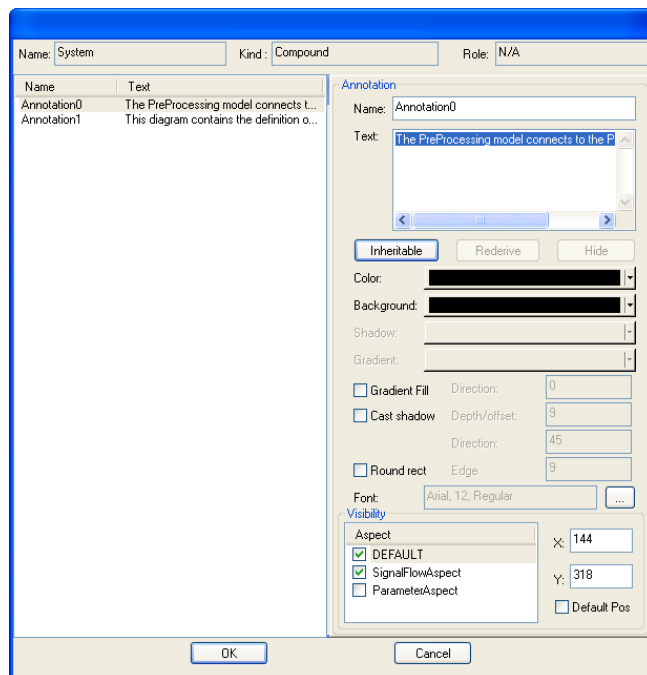 Name: System Kind : Compound Role: N/A
Name Text
Annotation0 The PreProcessing model connects t...
Annotation1 This diagram contains the definition o...
Annotation
Name: Annotation0
Text: The PreProcessing model connects to the P
Inheritable Rederive Hide
Color:
Background:
Shadow:
Gradient:
Gradient Fill Direction: 0
Cast shadow Depth/offset: 9
Direction: 45
Round rect Edge 9
Font: Arial, 12, Regular ...
Visibility
Aspect
DEFAULT X: 144
SignalFlowAspect Y: 318
ParameterAspect Default Pos
OK Cancel